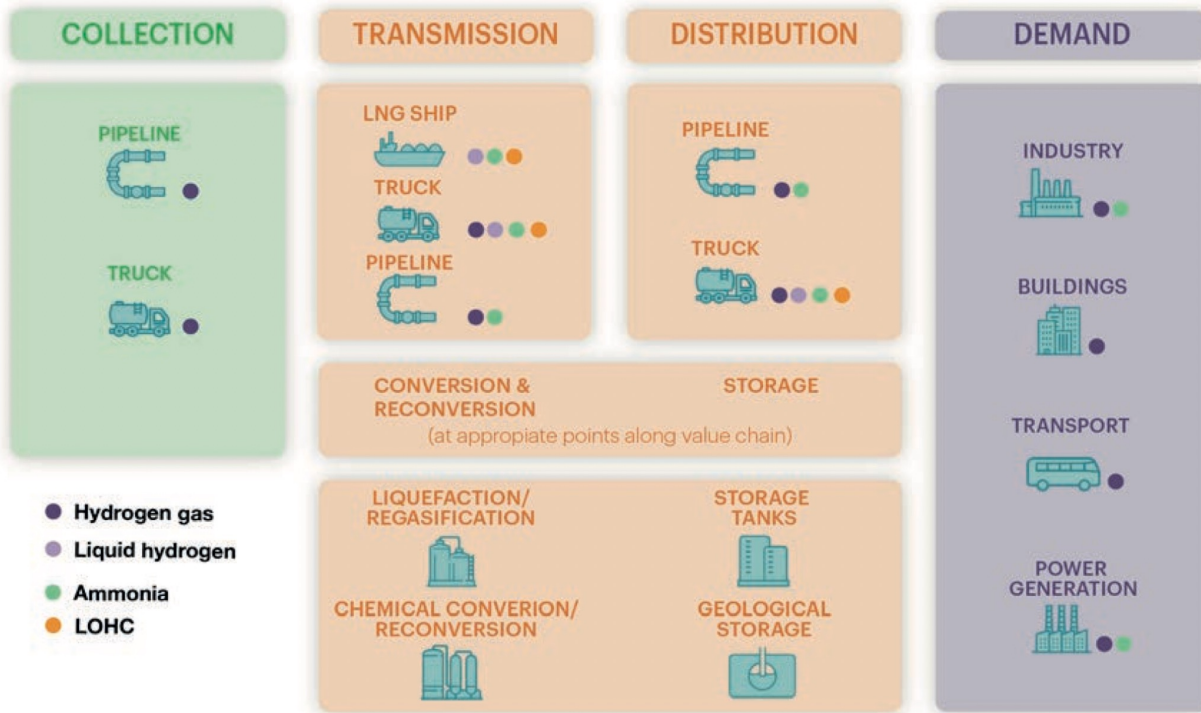 COLLECTION
PIPELINE
TRUCK
TRANSMISSION
LNG SHIP
TRUCK
PIPELINE
DISTRIBUTION
PIPELINE
TRUCK
CONVERSION &
RECONVERSION
STORAGE
(at appropiate points along value chain)
LIQUEFACTION/
REGASIFICATION
STORAGE
TANKS
CHEMICAL CONVERION/
RECONVERSION
GEOLOGICAL
STORAGE
DEMAND
INDUSTRY
BUILDINGS
TRANSPORT
POWER
GENERATION
Hydrogen gas
Liquid hydrogen
Ammonia
LOHC